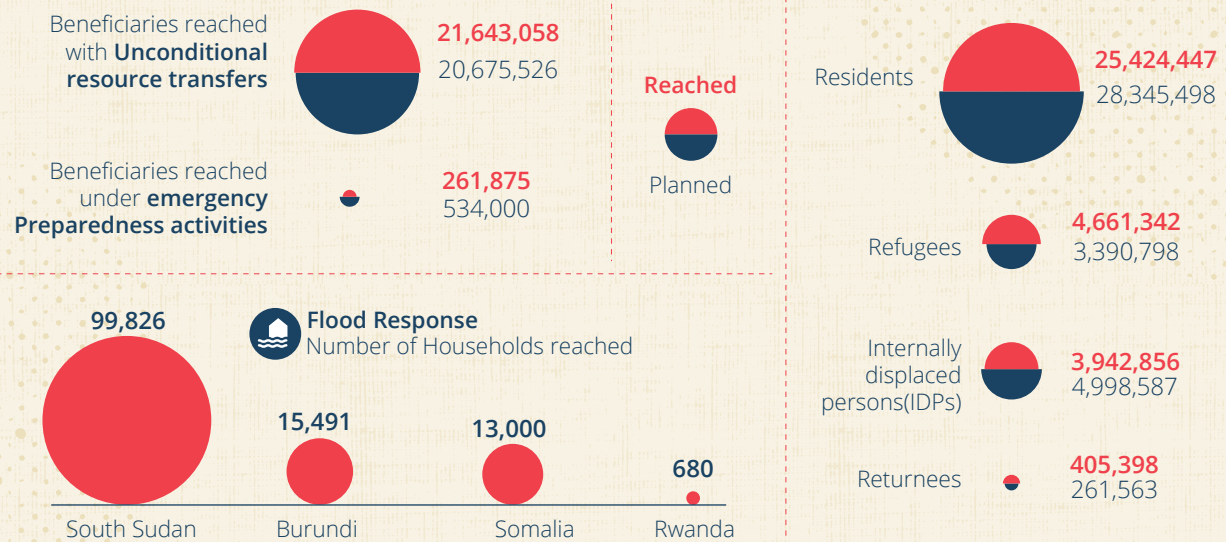 Beneficiaries reached
with Unconditional
resource transfers
21,643,058
20,675,526
Beneficiaries reached
under emergency
Preparedness activities
261,875
534,000
Reached
Planned
Residents
25,424,447
28,345,498
Refugees
4,661,342
3,390,798
Internally
displaced
persons(IDPs)
3,942,856
4,998,587
Returnees
405,398
261,563
Flood Response
Number of Households reached
99,826
15,491
13,000
680
South Sudan
Burundi
Somalia
Rwanda